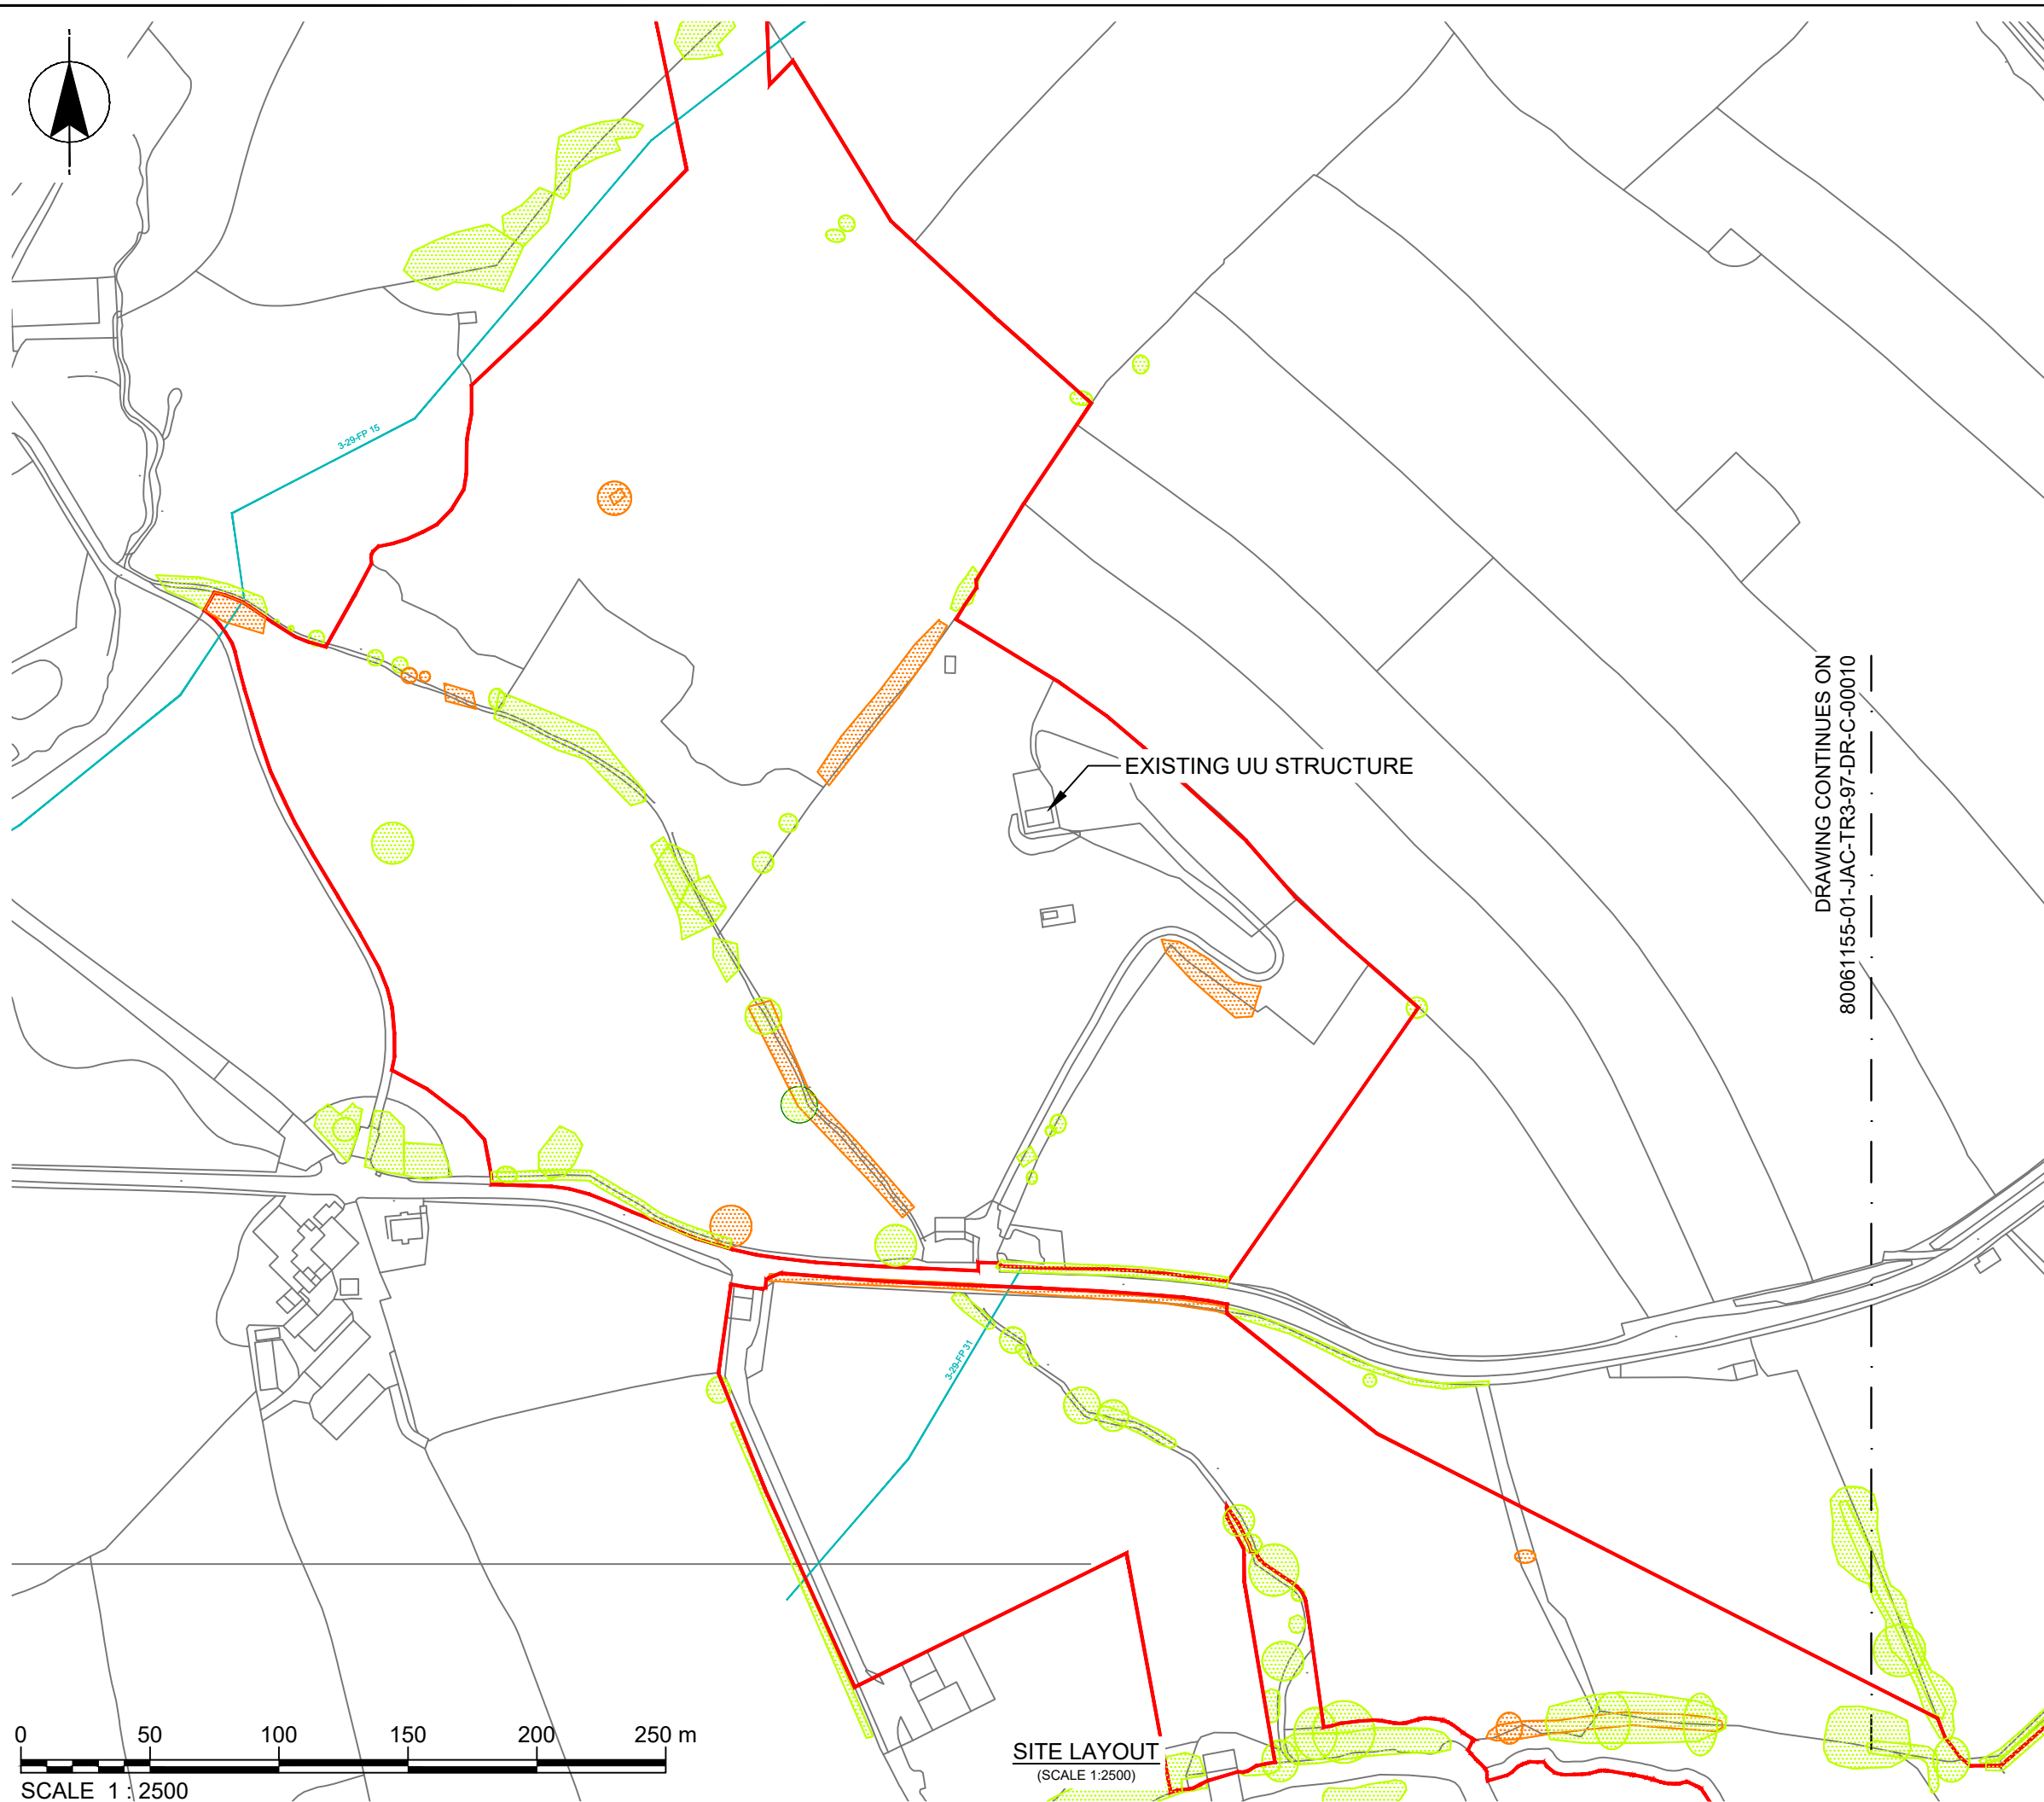 3-29-FP 15
EXISTING UU STRUCTURE
DRAWING CONTINUES ON
80061155-01-JAC-TR3-97-DR-C-00010
3-29-FP 31
0 50 100 150 200 250 m
SCALE 1 : 2500
SITE LAYOUT
(SCALE 1:2500)